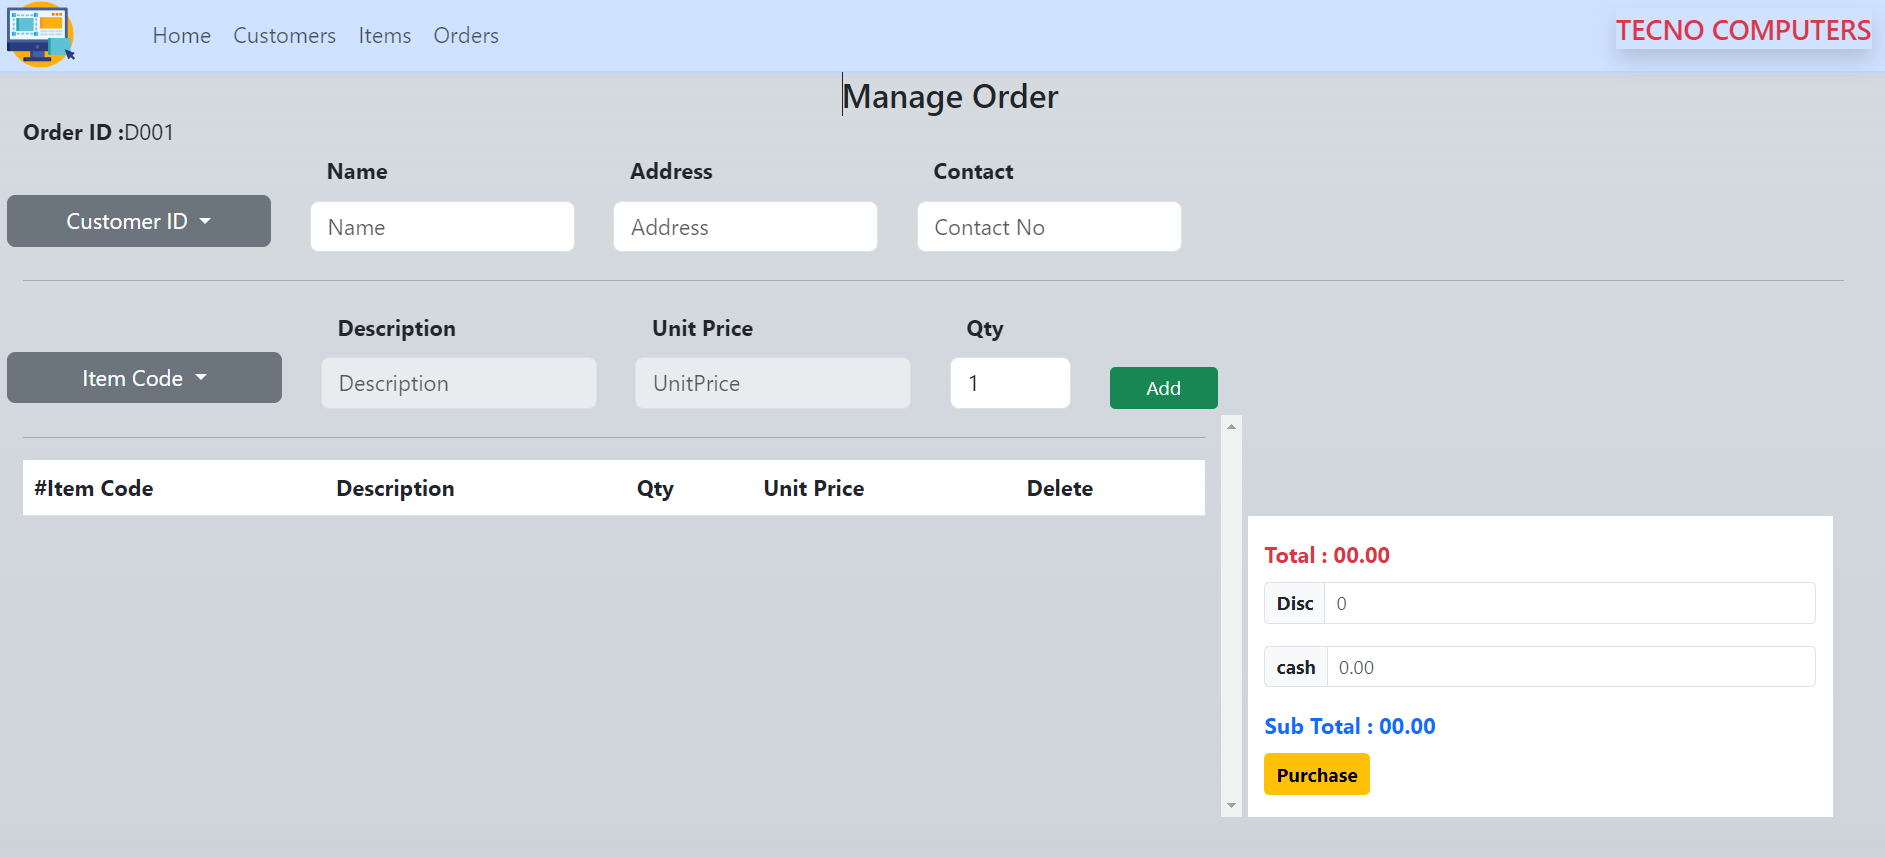 Home Customers Items Orders TECNO COMPUTERS
Manage Order
Order ID :D001
Name Address Contact
Customer ID Name Address Contact No
Description Unit Price Qty
Item Code Description UnitPrice 1 Add
#Item Code Description Qty Unit Price Delete
Total : 00.00
Disc 0
cash 0.00
Sub Total : 00.00
Purchase